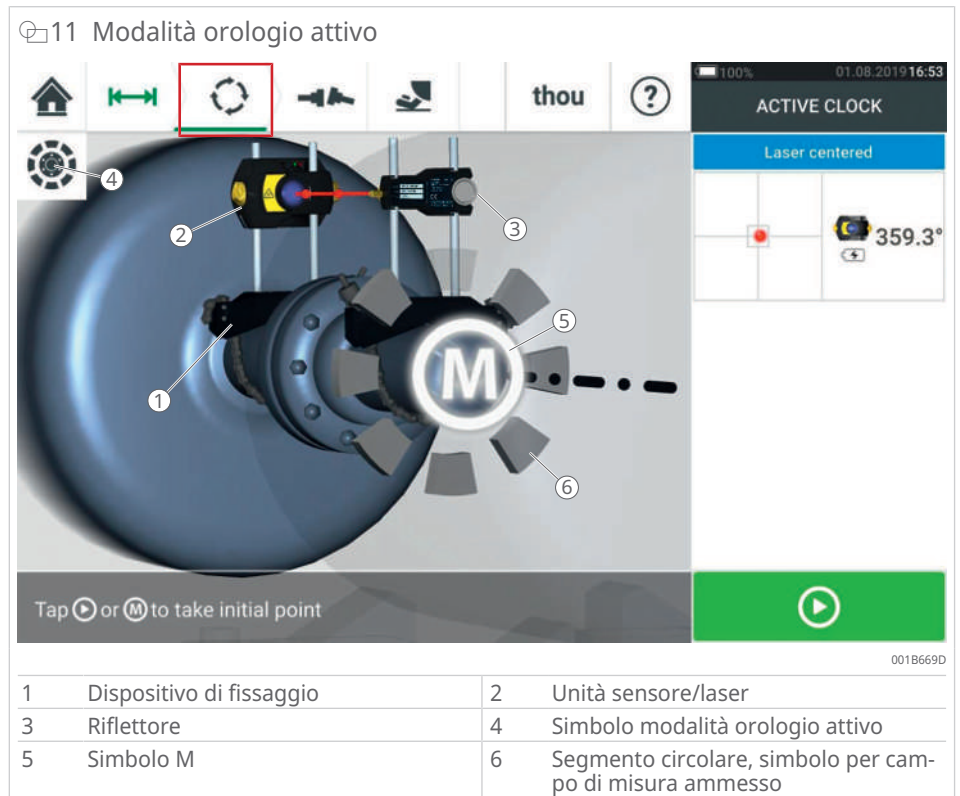 11 Modalità orologio attivo
thou
?
100% 01.08.2019 16:53
ACTIVE CLOCK
Laser centered
359.3°
4
2
3
5
M
1
6
Tap or M to take initial point
001B669D
1 Dispositivo di fissaggio 2 Unità sensore/laser
3 Riflettore 4 Simbolo modalità orologio attivo
5 Simbolo M 6 Segmento circolare, simbolo per cam-
po di misura ammesso